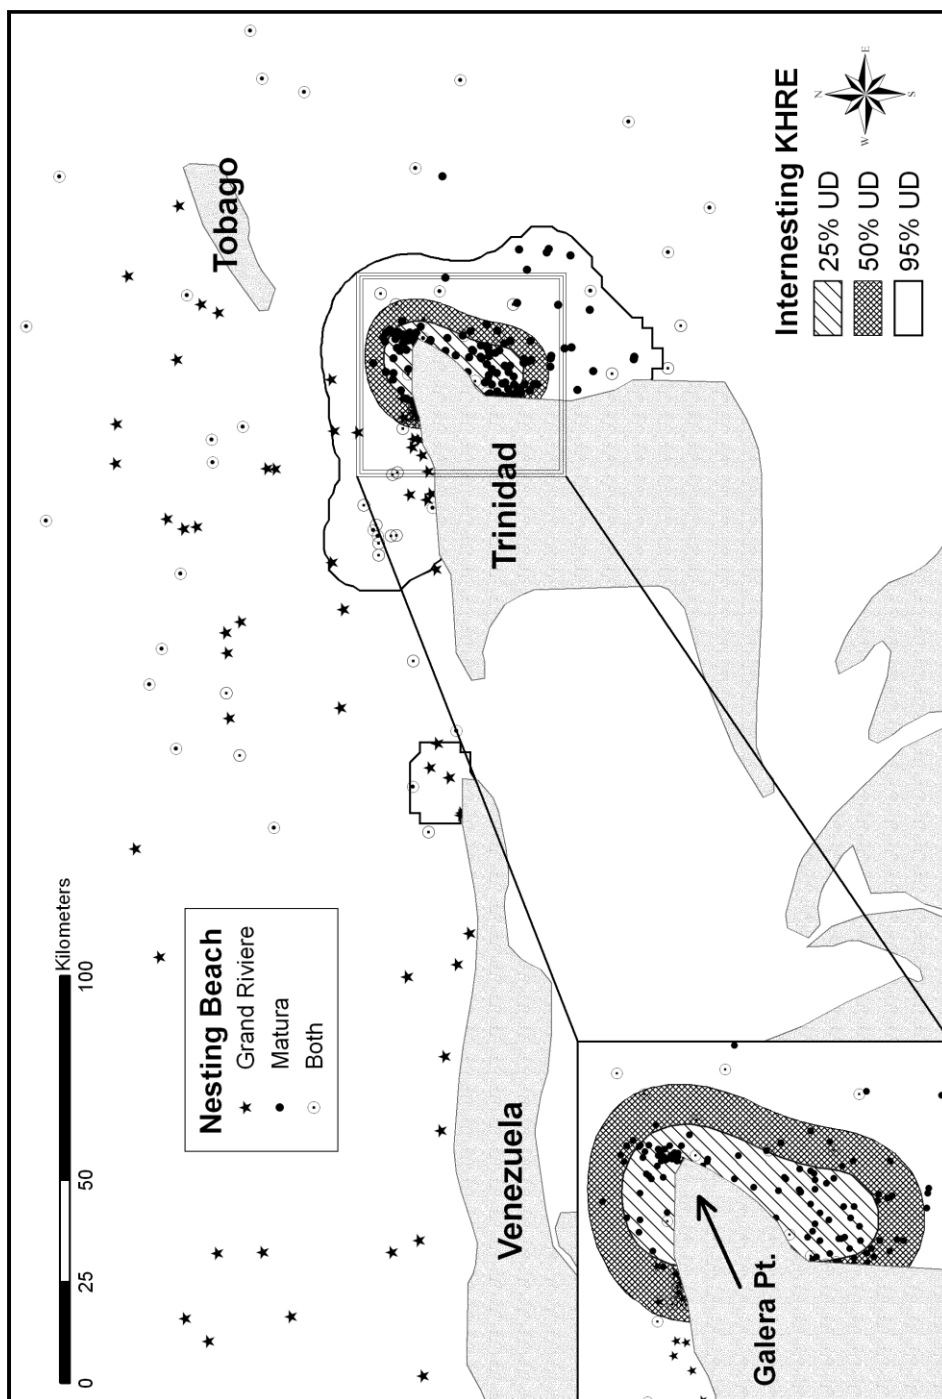 Kilometers
0 25 50 100
Nesting Beach
Grand Riviere
Matura
Both
Tobago
Trinidad
Venezuela
Galera Pt.
Internesting KHRE
25% UD
50% UD
95% UD
N
E
S
W